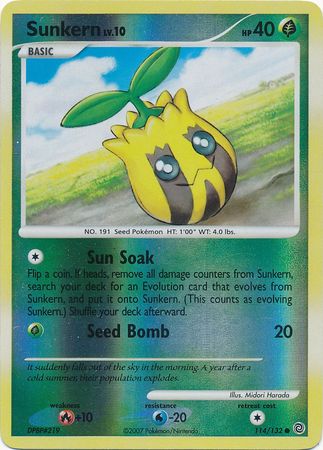 Sunkern LV.10 HP 40
BASIC
NO. 191 Seed Pokémon HT: 1'00" WT: 4.0 lbs.
Sun Soak
Flip a coin. If heads, remove all damage counters from Sunkern,
search your deck for an Evolution card that evolves from
Sunkern, and put it onto Sunkern. (This counts as evolving
Sunkern.) Shuffle your deck afterward.
Seed Bomb 20
It suddenly falls out of the sky in the morning. A year after a
cold summer, their population explodes.
Illus. Midori Harada
weakness resistance retreat cost
+10 -20
DPBP#219 ©2007 Pokémon/Nintendo 114/132